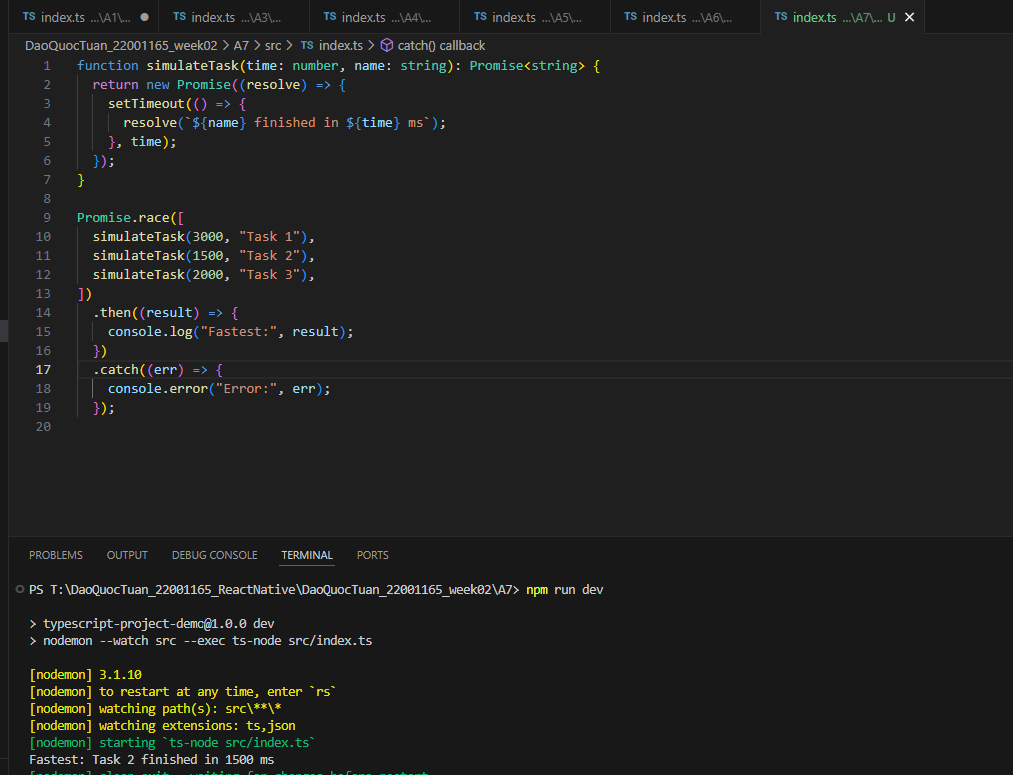 TS index.ts ...\A1\... ● TS index.ts ...\A3\... TS index.ts ...\A4\... TS index.ts ...\A5\... TS index.ts ...\A6\... TS index.ts ...\A7\... U ×
DaoQuocTuan_22001165_week02 > A7 > src > TS index.ts > catch() callback
1 function simulateTask(time: number, name: string): Promise<string> {
2   return new Promise((resolve) => {
3     setTimeout(() => {
4       resolve(`${name} finished in ${time} ms`);
5     }, time);
6   });
7 }
8
9 Promise.race([
10   simulateTask(3000, "Task 1"),
11   simulateTask(1500, "Task 2"),
12   simulateTask(2000, "Task 3"),
13 ])
14   .then((result) => {
15     console.log("Fastest:", result);
16   })
17   .catch((err) => {
18     console.error("Error:", err);
19   });
20
PROBLEMS OUTPUT DEBUG CONSOLE TERMINAL PORTS
PS T:\DaoQuocTuan_22001165_ReactNative\DaoQuocTuan_22001165_week02\A7> npm run dev
> typescript-project-demo@1.0.0 dev
> nodemon --watch src --exec ts-node src/index.ts
[nodemon] 3.1.10
[nodemon] to restart at any time, enter `rs`
[nodemon] watching path(s): src\**\*
[nodemon] watching extensions: ts,json
[nodemon] starting `ts-node src/index.ts`
Fastest: Task 2 finished in 1500 ms
[nodemon] clean exit - waiting for changes before restart